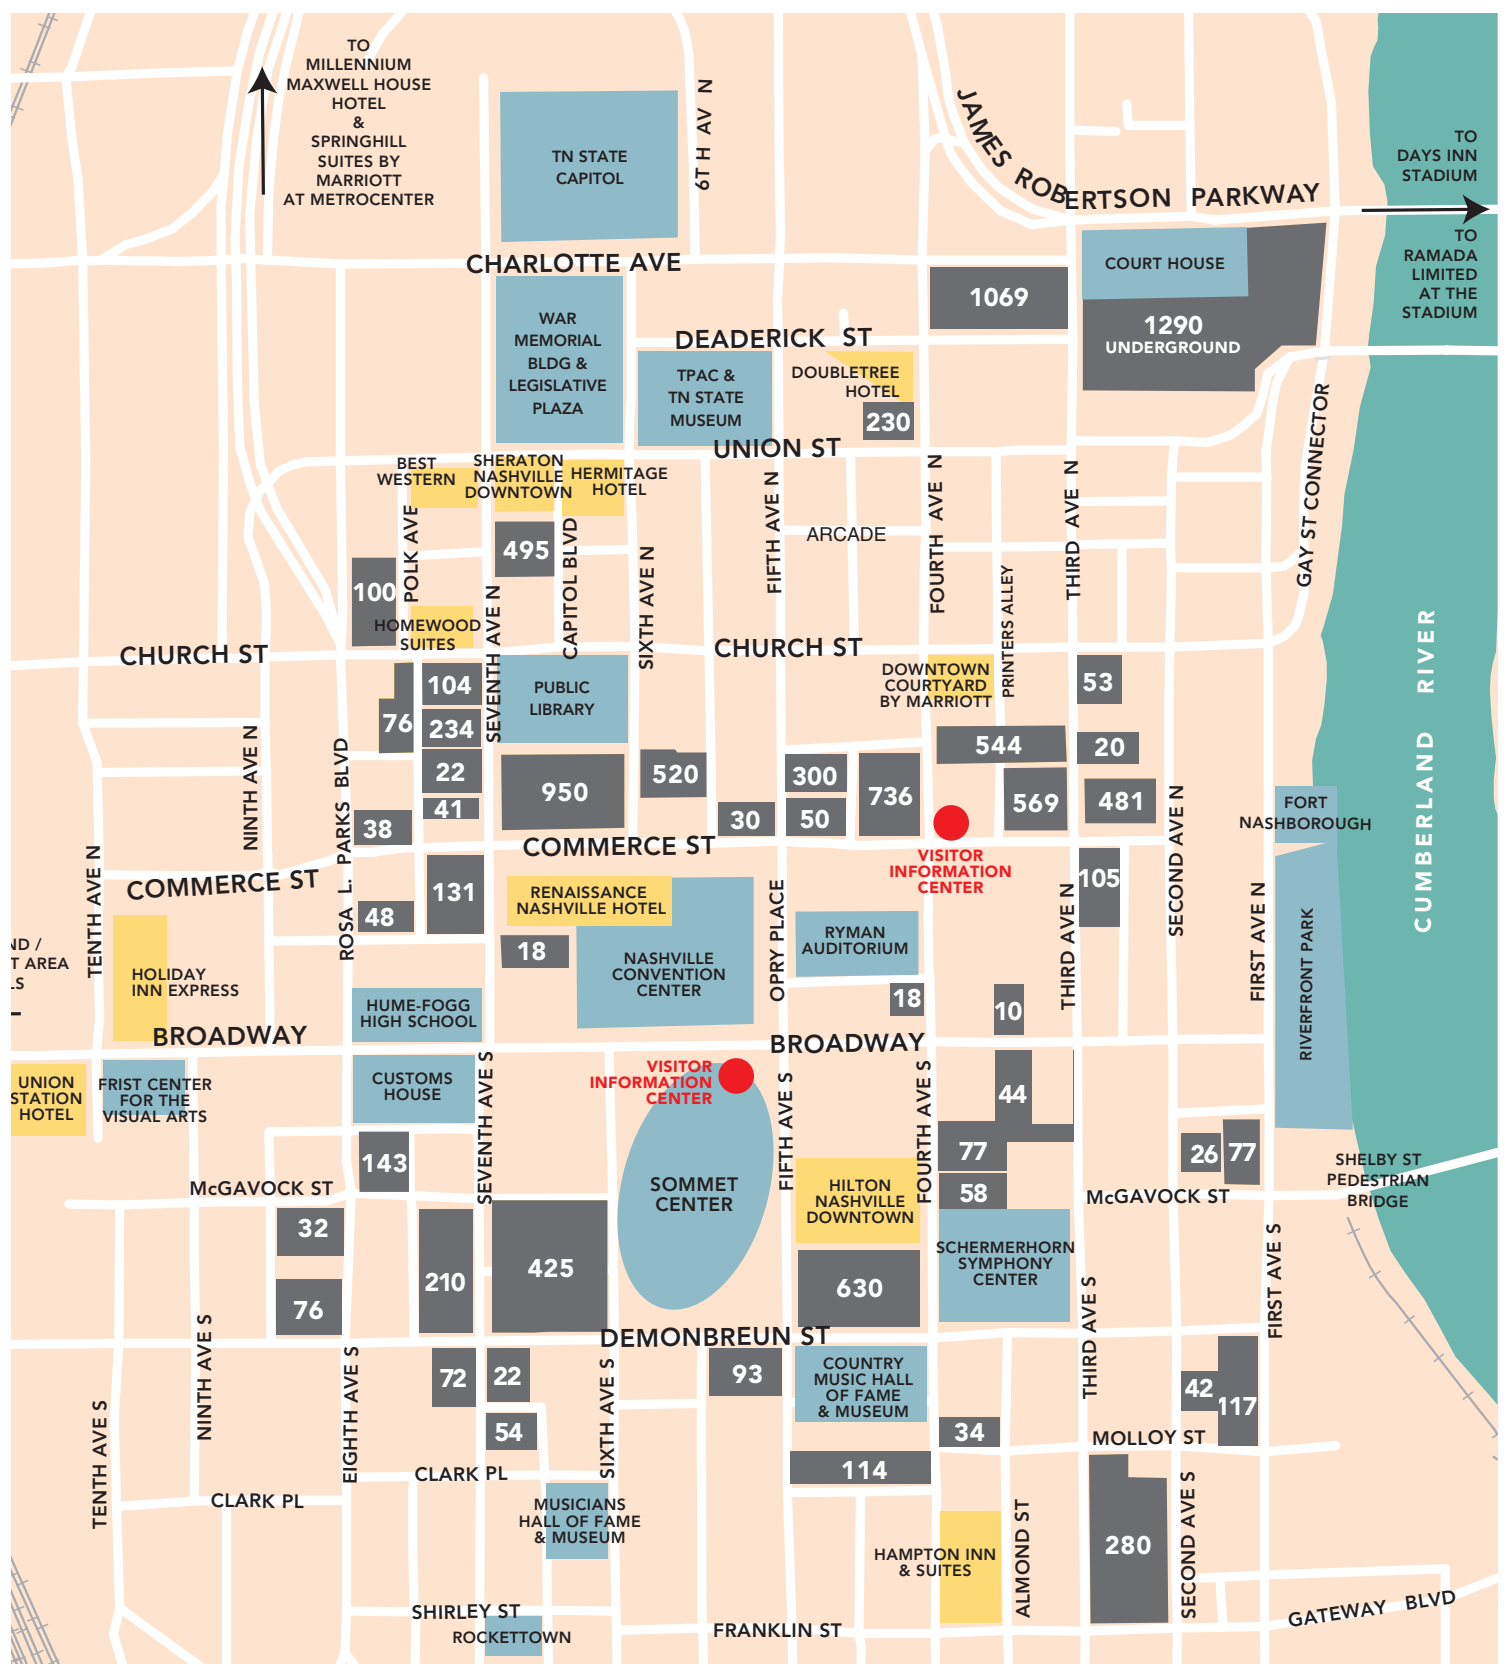 TO
MILLENNIUM
MAXWELL HOUSE
HOTEL
&
SPRINGHILL
SUITES BY
MARRIOTT
AT METROCENTER
TN STATE
CAPITOL
6TH AV N
JAMES ROBERTSON PARKWAY
TO
DAYS INN
STADIUM
TO
RAMADA
LIMITED
AT THE
STADIUM
CHARLOTTE AVE
COURT HOUSE
1069
1290
UNDERGROUND
WAR
MEMORIAL
BLDG &
LEGISLATIVE
PLAZA
DEADERICK ST
TPAC &
TN STATE
MUSEUM
DOUBLETREE
HOTEL
230
UNION ST
GAY ST CONNECTOR
BEST
WESTERN
SHERATON
NASHVILLE
DOWNTOWN
HERMITAGE
HOTEL
POLK AVE
495
CAPITOL BLVD
FIFTH AVE N
ARCADE
FOURTH AVE N
THIRD AVE N
PRINTERS ALLEY
100
HOMEWOOD
SUITES
SEVENTH AVE N
SIXTH AVE N
CHURCH ST
CHURCH ST
CUMBERLAND RIVER
104
76
234
22
41
38
PUBLIC
LIBRARY
950
520
DOWNTOWN
COURTYARD
BY MARRIOTT
53
544
20
300
50
30
736
569
481
NINTH AVE N
ROSA L. PARKS BLVD
SECOND AVE N
FORT
NASHBOROUGH
COMMERCE ST
COMMERCE ST
VISITOR
INFORMATION
CENTER
TENTH AVE N
131
48
RENAISSANCE
NASHVILLE HOTEL
18
NASHVILLE
CONVENTION
CENTER
OPRY PLACE
RYMAN
AUDITORIUM
18
10
105
THIRD AVE N
FIRST AVE N
RIVERFRONT PARK
ND /
T AREA
LS
HOLIDAY
INN EXPRESS
HUME-FOGG
HIGH SCHOOL
BROADWAY
BROADWAY
UNION
STATION
HOTEL
FRIST CENTER
FOR THE
VISUAL ARTS
CUSTOMS
HOUSE
SEVENTH AVE S
VISITOR
INFORMATION
CENTER
SOMMET
CENTER
FIFTH AVE S
FOURTH AVE S
44
77
58
26
77
143
McGAVOCK ST
McGAVOCK ST
SHELBY ST
PEDESTRIAN
BRIDGE
HILTON
NASHVILLE
DOWNTOWN
32
76
210
425
630
SCHERMERHORN
SYMPHONY
CENTER
THIRD AVE S
FIRST AVE S
DEMONBREUN ST
NINTH AVE S
EIGHTH AVE S
TENTH AVE S
72
22
54
SIXTH AVE S
93
COUNTRY
MUSIC HALL
OF FAME
& MUSEUM
34
114
42
117
MOLLOY ST
CLARK PL
CLARK PL
MUSICIANS
HALL OF FAME
& MUSEUM
HAMPTON INN
& SUITES
ALMOND ST
280
SECOND AVE S
SHIRLEY ST
ROCKETTOWN
FRANKLIN ST
GATEWAY BLVD